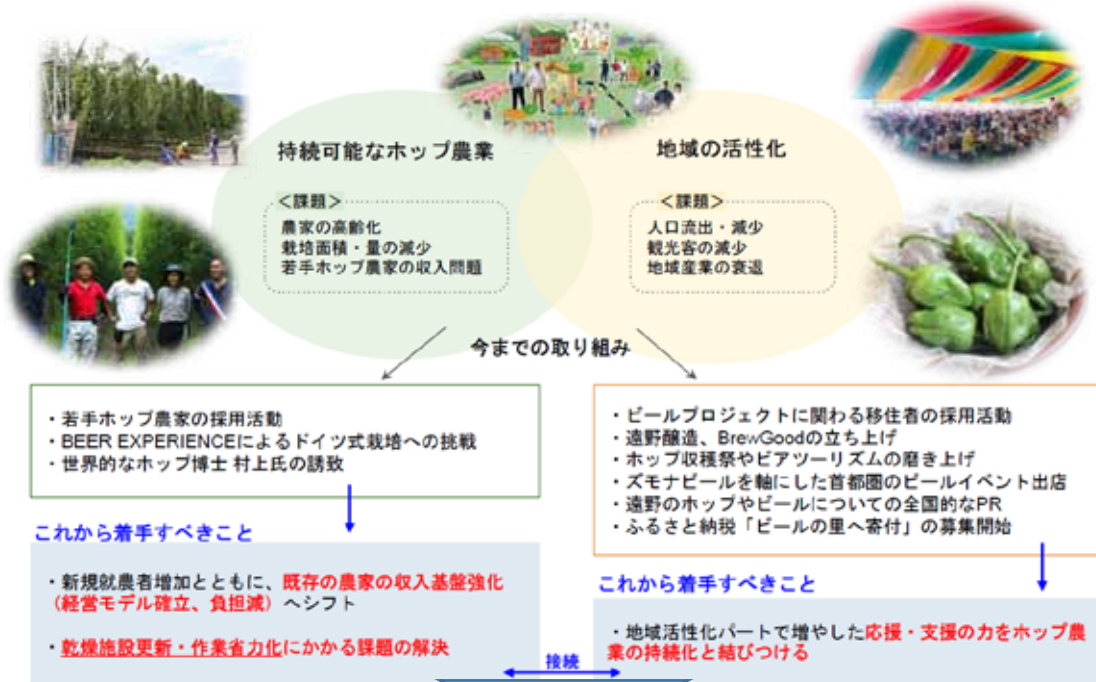 持続可能なホップ農業
<課題>
農家の高齢化
栽培面積・量の減少
若手ホップ農家の収入問題
地域の活性化
<課題>
人口流出・減少
観光客の減少
地域産業の衰退
今までの取り組み
・若手ホップ農家の採用活動
・BEER EXPERIENCEによるドイツ式栽培への挑戦
・世界的なホップ博士 村上氏の誘致
・ビールプロジェクトに関わる移住者の採用活動
・遠野醸造、BrewGoodの立ち上げ
・ホップ収穫祭やビアツーリズムの磨き上げ
・ズモナビールを軸にした首都圏のビールイベント出店
・遠野のホップやビールについての全国的なPR
・ふるさと納税「ビールの里へ寄付」の募集開始
これから着手すべきこと
・新規就農者増加とともに、既存の農家の収入基盤強化
(経営モデル確立、負担減)へシフト
・乾燥施設更新・作業省力化にかかる課題の解決
これから着手すべきこと
・地域活性化パートで増やした応援・支援の力をホップ農
業の持続化と結びつける
接続